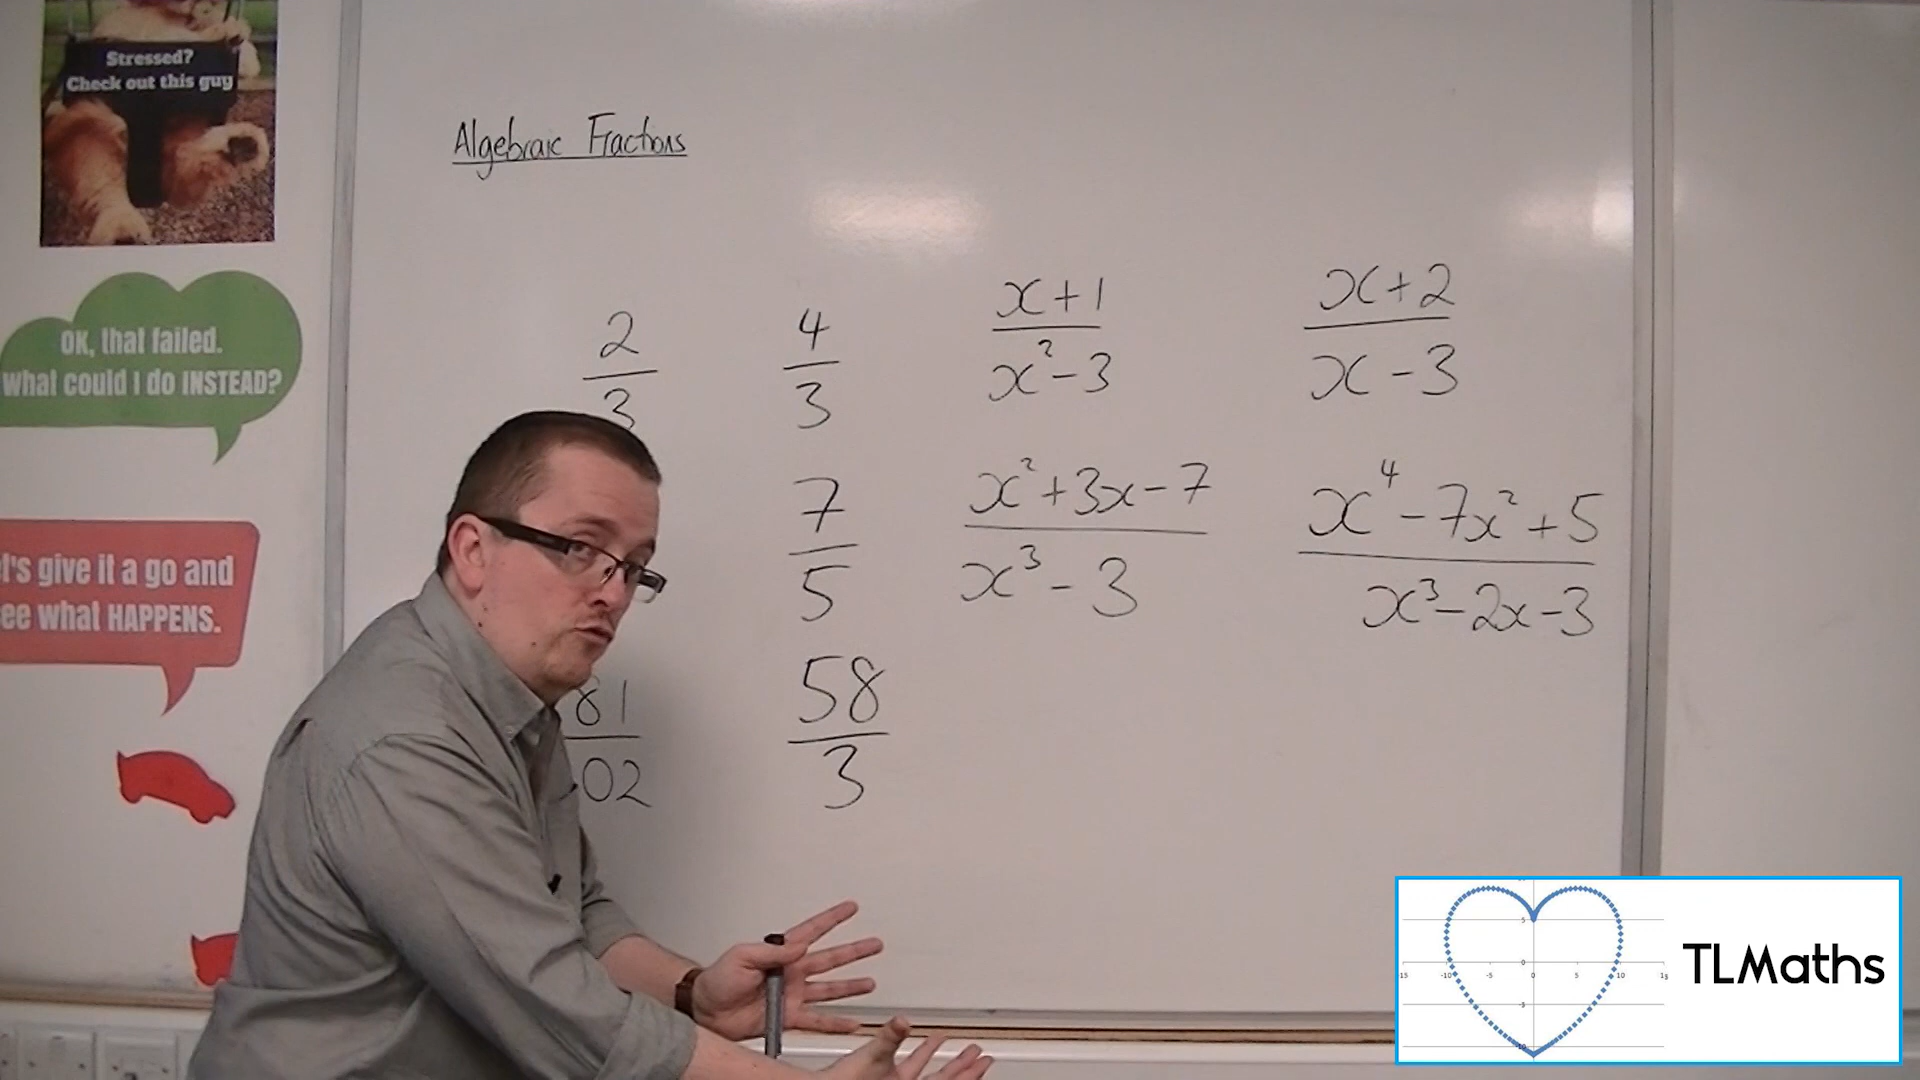 Stressed?
Check out this guy
OK, that failed.
what could I do INSTEAD?
t's give it a go and
ee what HAPPENS.
Algebraic Fractions
2
3
4
3
x+1
x²-3
x+2
x-3
7
5
x²+3x-7
x³-3
x⁴-7x²+5
x³-2x-3
81
02
58
3
TLMaths